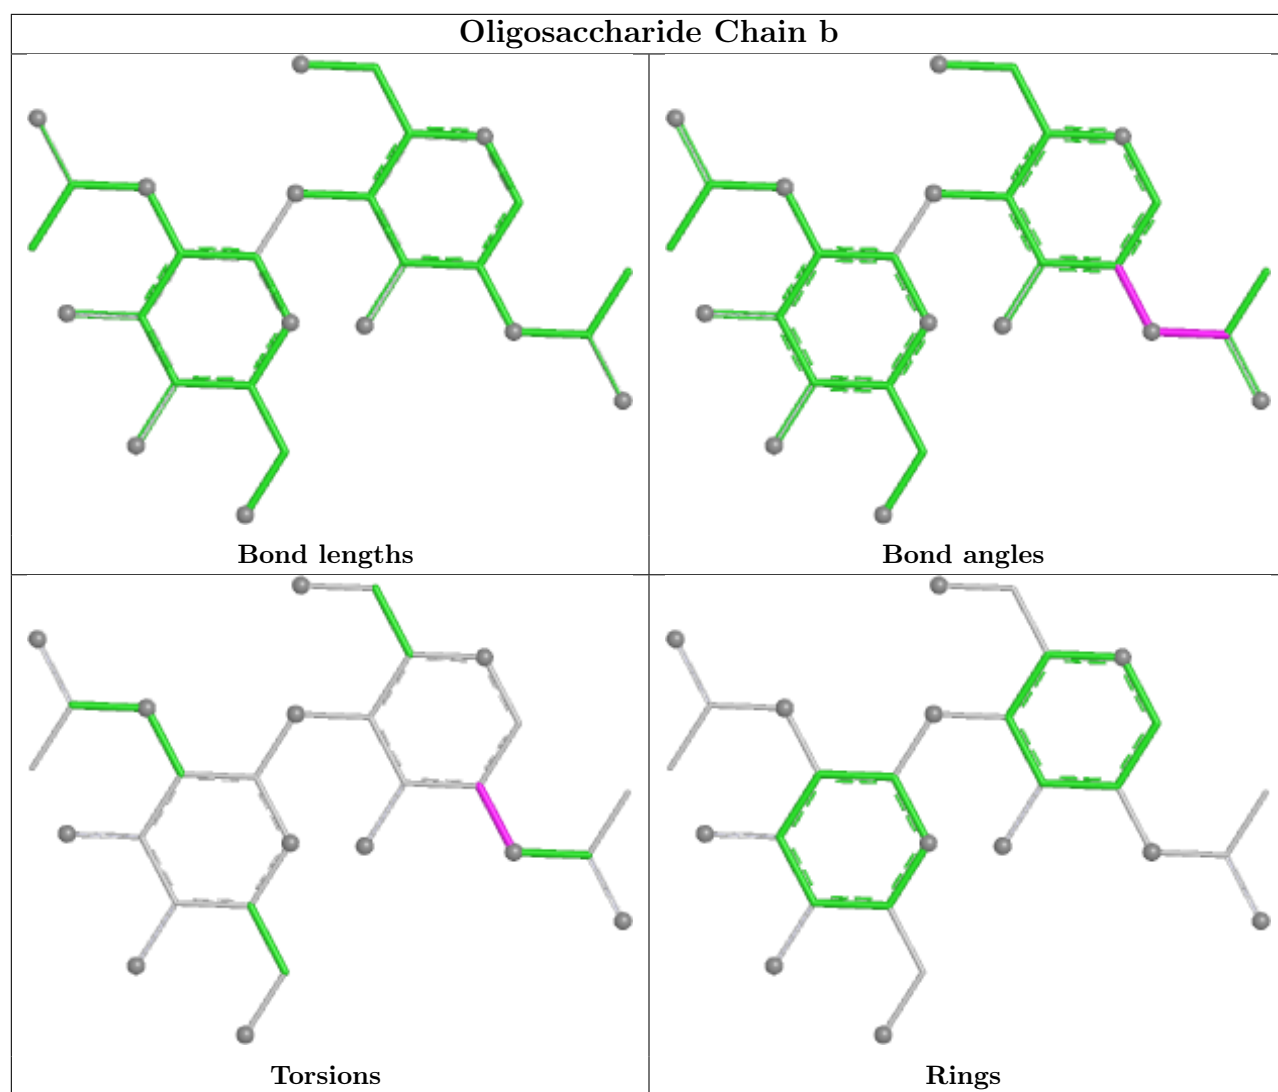 Oligosaccharide Chain b
Bond lengths
Bond angles
Torsions
Rings